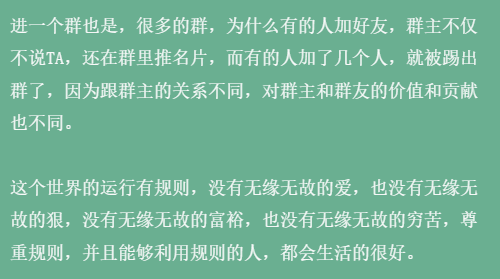 进一个群也是，很多的群，为什么有的人加好友，群主不仅
不说TA，还在群里推名片，而有的人加了几个人，就被踢出
群了，因为跟群主的关系不同，对群主和群友的价值和贡献
也不同。
这个世界的运行有规则，没有无缘无故的爱，也没有无缘无
故的狠，没有无缘无故的富裕，也没有无缘无故的穷苦，尊
重规则，并且能够利用规则的人，都会生活的很好。